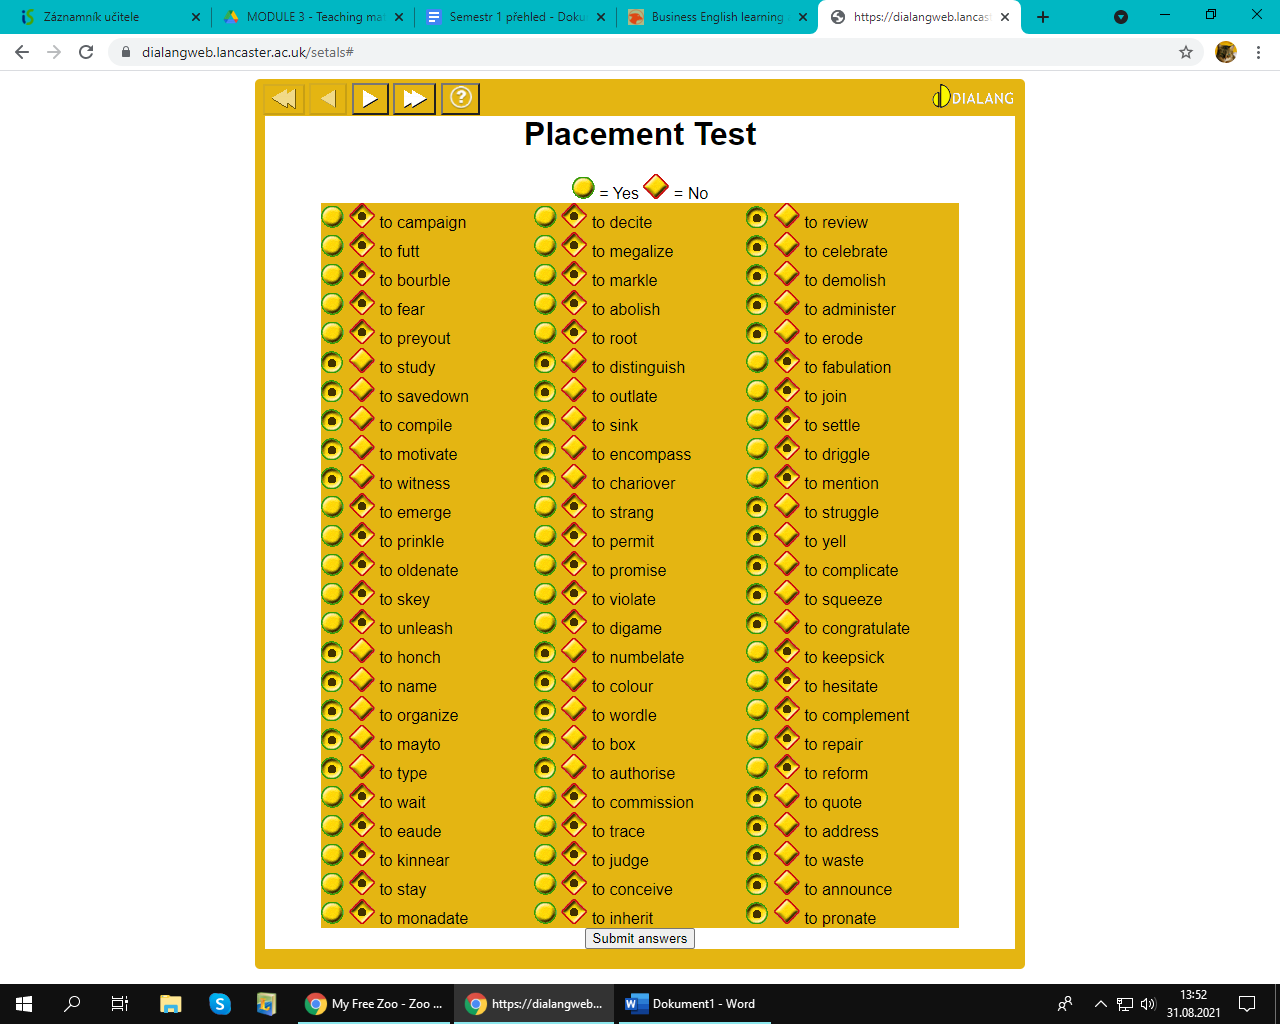 Záznamník učitele
MODULE 3 - Teaching mat
Semestr 1 přehled - Doku
Business English learning
https://dialangweb.lancast
dialangweb.lancaster.ac.uk/setals#
DIALANG
Placement Test
= Yes = No
to campaign to decite to review
to futt to megalize to celebrate
to bourble to markle to demolish
to fear to abolish to administer
to preyout to root to erode
to study to distinguish to fabulation
to savedown to outlate to join
to compile to sink to settle
to motivate to encompass to driggle
to witness to chariover to mention
to emerge to strang to struggle
to prinkle to permit to yell
to oldenate to promise to complicate
to skey to violate to squeeze
to unleash to digame to congratulate
to honch to numbelate to keepsick
to name to colour to hesitate
to organize to wordle to complement
to mayto to box to repair
to type to authorise to reform
to wait to commission to quote
to eaude to trace to address
to kinnear to judge to waste
to stay to conceive to announce
to monadate to inherit to pronate
Submit answers
My Free Zoo - Zoo ...
https://dialangweb...
Dokument1 - Word
13:52
31.08.2021